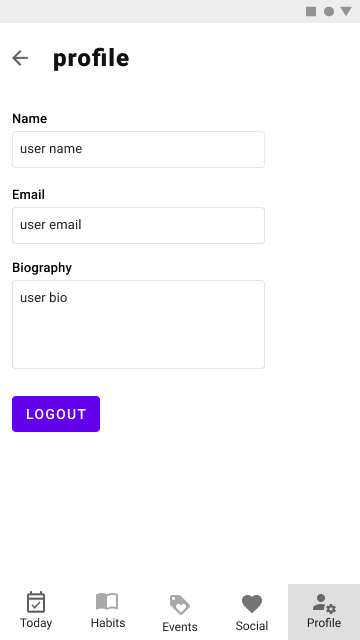 profile
Name
user name
Email
user email
Biography
user bio
LOGOUT
Today Habits Events Social Profile